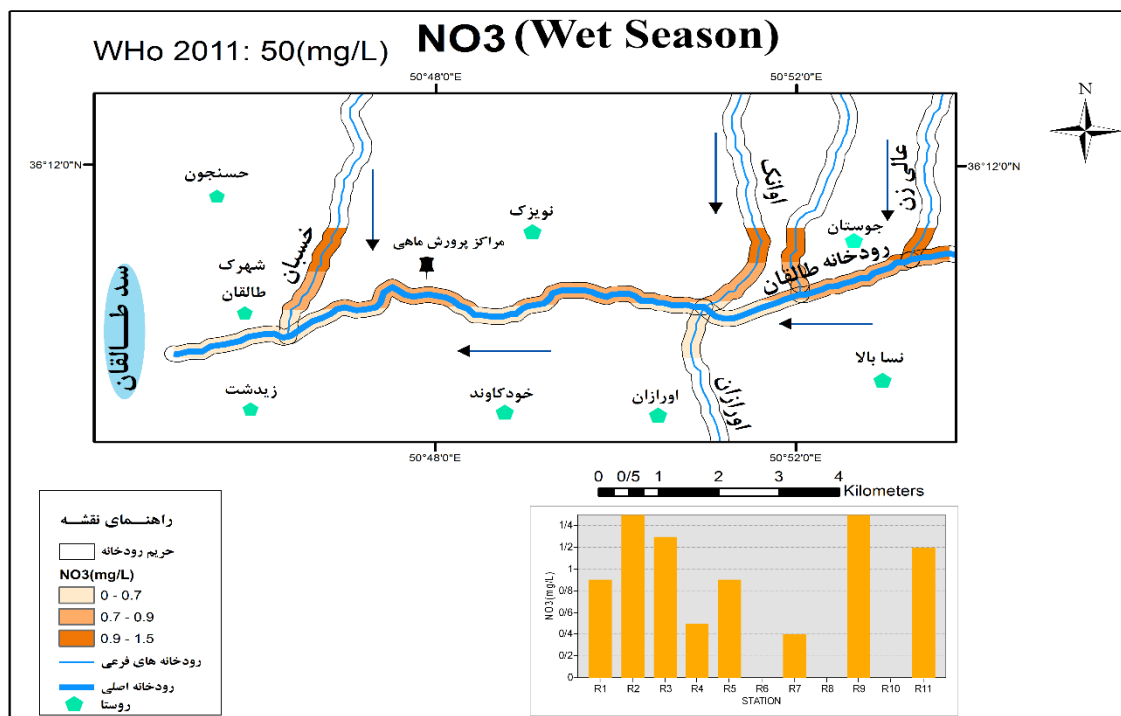 NO3 (Wet Season)
WHo 2011: 50(mg/L)
50°48'0"E
50°52'0"E
N
36°12'0"N
36°12'0"N
حسنجون
نویزک
اوانک
عالی زن
جوستان
خسبان
مراکز پرورش ماهی
رودخانه طالقان
شهرک
طالقان
سد طالقان
نسا بالا
زیدشت
خودکاوند
اورازان
اورازان
50°48'0"E
50°52'0"E
0 0/5 1 2 3 4
Kilometers
راهنمای نقشه
حریم رودخانه
NO3(mg/L)
0 - 0.7
0.7 - 0.9
0.9 - 1.5
رودخانه های فرعی
رودخانه اصلی
روستا
NO3(mg/L)
1/4
1/2
1
0/8
0/6
0/4
0/2
0
R1 R2 R3 R4 R5 R6 R7 R8 R9 R10 R11
STATION